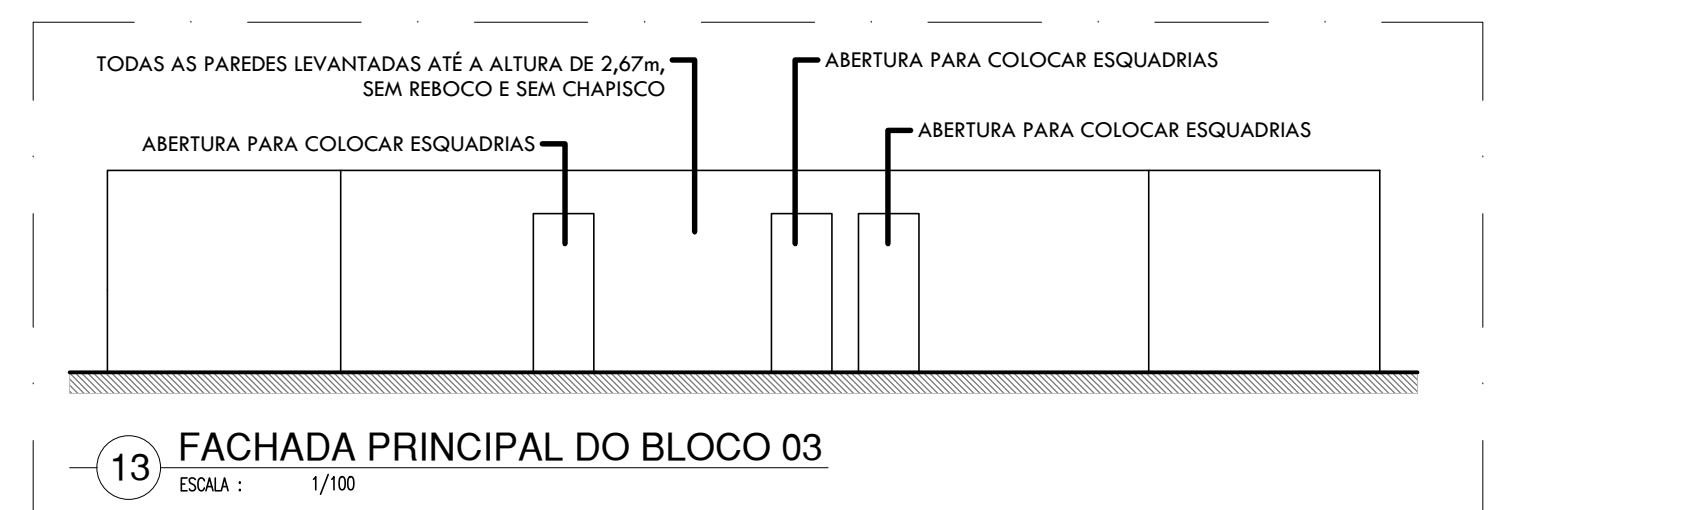 TODAS AS PAREDES LEVANTADAS ATÉ A ALTURA DE 2,67m,
SEM REBOCO E SEM CHAPISCO
ABERTURA PARA COLOCAR ESQUADRIAS
ABERTURA PARA COLOCAR ESQUADRIAS
ABERTURA PARA COLOCAR ESQUADRIAS
13 FACHADA PRINCIPAL DO BLOCO 03
ESCALA : 1/100